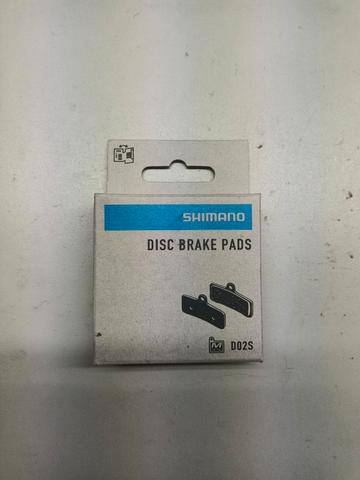 SHIMANO
DISC BRAKE PADS
M D02S